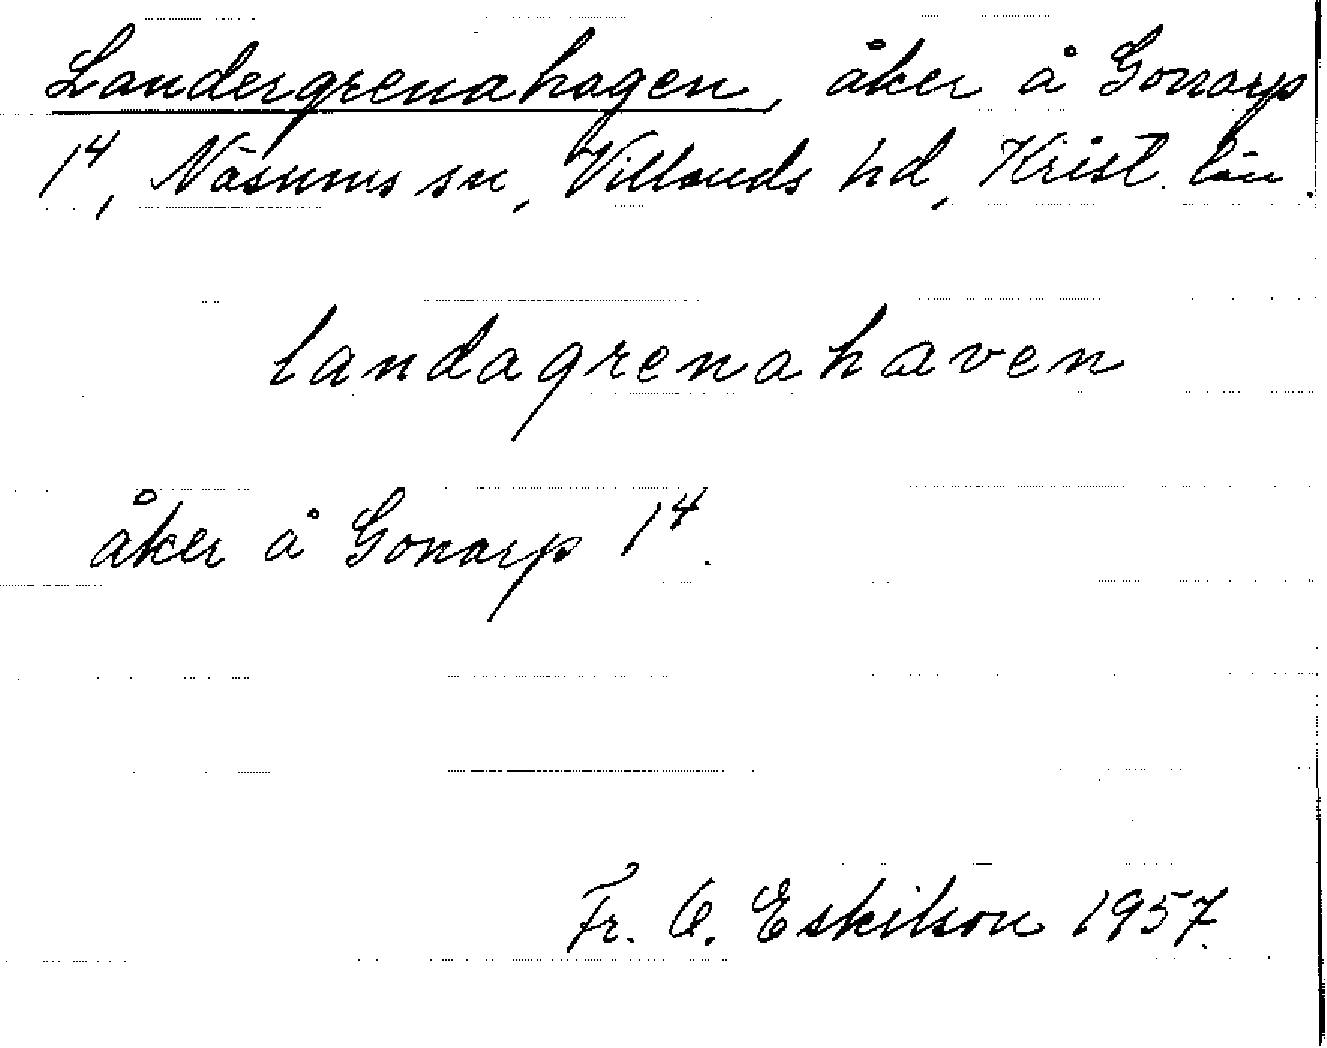 Landergrenahagen, åker å Gonarp
1⁴, Näsums sn, Villands hd, Krist. län.
landagrenahaven
åker å Gonarp 1⁴.
Fr. O. Eskilson 1957.